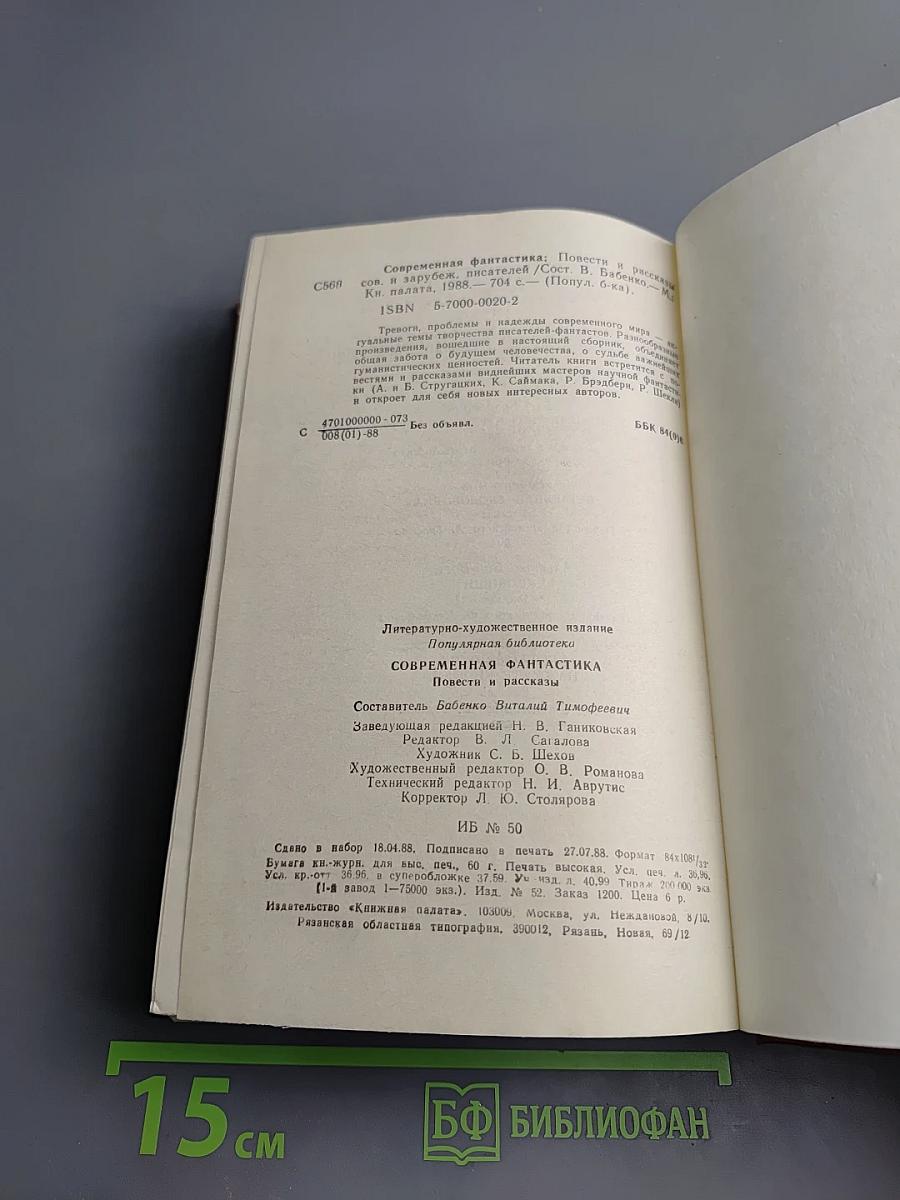 Современная фантастика: Повести и рассказы
С568 сов. и зарубеж. писателей /Сост. В. Бабенко.— М.:
Кн. палата, 1988.— 704 с.— (Попул. б-ка).
ISBN 5-7000-0020-2
Тревоги, проблемы и надежды современного мира — ак-
туальные темы творчества писателей-фантастов. Разнообразные
произведения, вошедшие в настоящий сборник, объединяет
общая забота о будущем человечества, о судьбе важнейших
гуманистических ценностей. Читатель книги встретится с по-
вестями и рассказами виднейших мастеров научной фантасти-
ки (А. и Б. Стругацких, К. Саймака, Р. Брэдбери, Р. Шекли)
и откроет для себя новых интересных авторов.
С 4701000000-073
008(01)-88 Без объявл.
ББК 84(0)6
Литературно-художественное издание
Популярная библиотека
СОВРЕМЕННАЯ ФАНТАСТИКА
Повести и рассказы
Составитель Бабенко Виталий Тимофеевич
Заведующая редакцией Н. В. Ганиковская
Редактор В. Л Сагалова
Художник С. Б. Шехов
Художественный редактор О. В. Романова
Технический редактор Н. И. Аврутис
Корректор Л. Ю. Столярова
ИБ № 50
Сдано в набор 18.04.88. Подписано в печать 27.07.88. Формат 84х108¹/₃₂.
Бумага кн.-журн. для выс. печ., 60 г. Печать высокая. Усл. печ. л. 36,96.
Усл. кр.-отт 36,96, в суперобложке 37,59. Уч изд. л. 40,99 Тираж 200 000 экз.
(1-й завод 1—75000 экз.). Изд. № 52. Заказ 1200. Цена 6 р.
Издательство «Книжная палата». 103009, Москва, ул. Неждановой, 8/10.
Рязанская областная типография. 390012, Рязань, Новая, 69/12
15 см
БФ БИБЛИОФАН